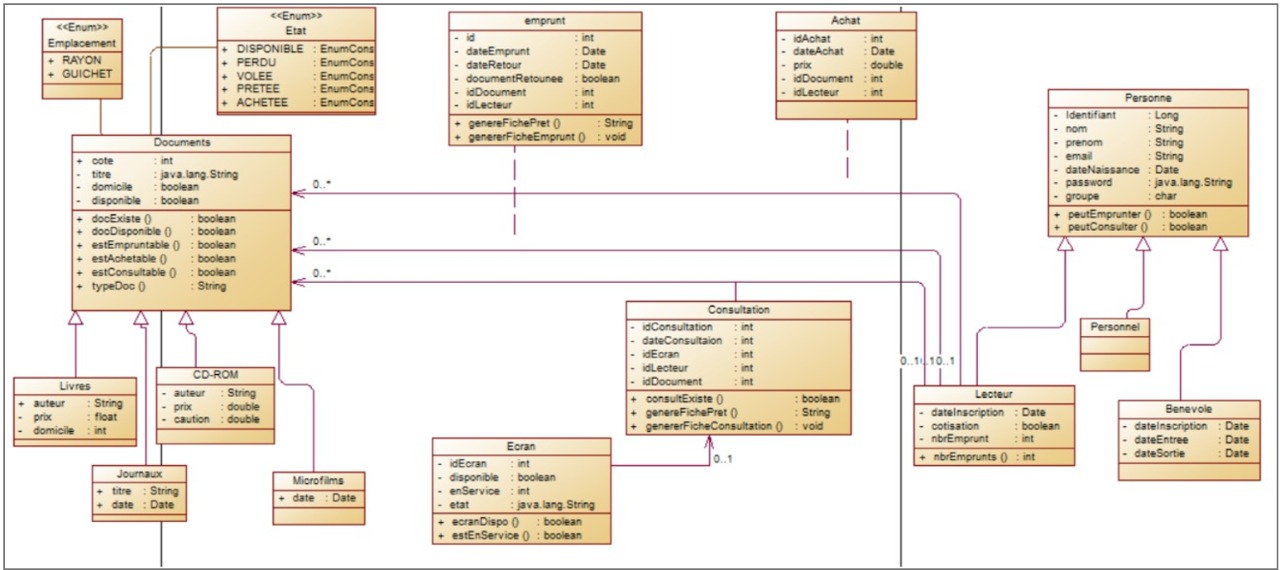 <<Enum>>
Emplacement
+ RAYON
+ GUICHET
<<Enum>>
Etat
+ DISPONIBLE : EnumCons
+ PERDU : EnumCons
+ VOLEE : EnumCons
+ PRETEE : EnumCons
+ ACHETEE : EnumCons
emprunt
- id : int
- dateEmprunt : Date
- dateRetour : Date
- documentRetounee : boolean
- idDocument : int
- idLecteur : int
+ genereFichePret () : String
+ genererFicheEmprunt () : void
Achat
- idAchat : int
- dateAchat : Date
- prix : double
- idDocument : int
- idLecteur : int
Personne
- Identifiant : Long
- nom : String
- prenom : String
- email : String
- dateNaissance : Date
- password : java.lang.String
- groupe : char
+ peutEmprunter () : boolean
+ peutConsulter () : boolean
Documents
+ cote : int
- titre : java.lang.String
- domicile : boolean
- disponible : boolean
+ docExiste () : boolean
+ docDisponible () : boolean
+ estEmpruntable () : boolean
+ estAchetable () : boolean
+ estConsultable () : boolean
+ typeDoc () : String
0..*
0..*
0..*
Consultation
- idConsultation : int
- dateConsultaion : int
- idEcran : int
- idLecteur : int
- idDocument : int
+ consultExiste () : boolean
+ genereFichePret () : String
+ genererFicheConsultation () : void
Personnel
0..1
0..1
0..1
Livres
+ auteur : String
- prix : float
- domicile : int
CD-ROM
- auteur : String
- prix : double
- caution : double
Lecteur
- dateInscription : Date
- cotisation : boolean
- nbrEmprunt : int
+ nbrEmprunts () : int
Benevole
- dateInscription : Date
- dateEntree : Date
- dateSortie : Date
Journaux
+ titre : String
+ date : Date
Microfilms
+ date : Date
Ecran
- idEcran : int
- disponible : boolean
- enService : int
- etat : java.lang.String
+ ecranDispo () : boolean
+ estEnService () : boolean
0..1